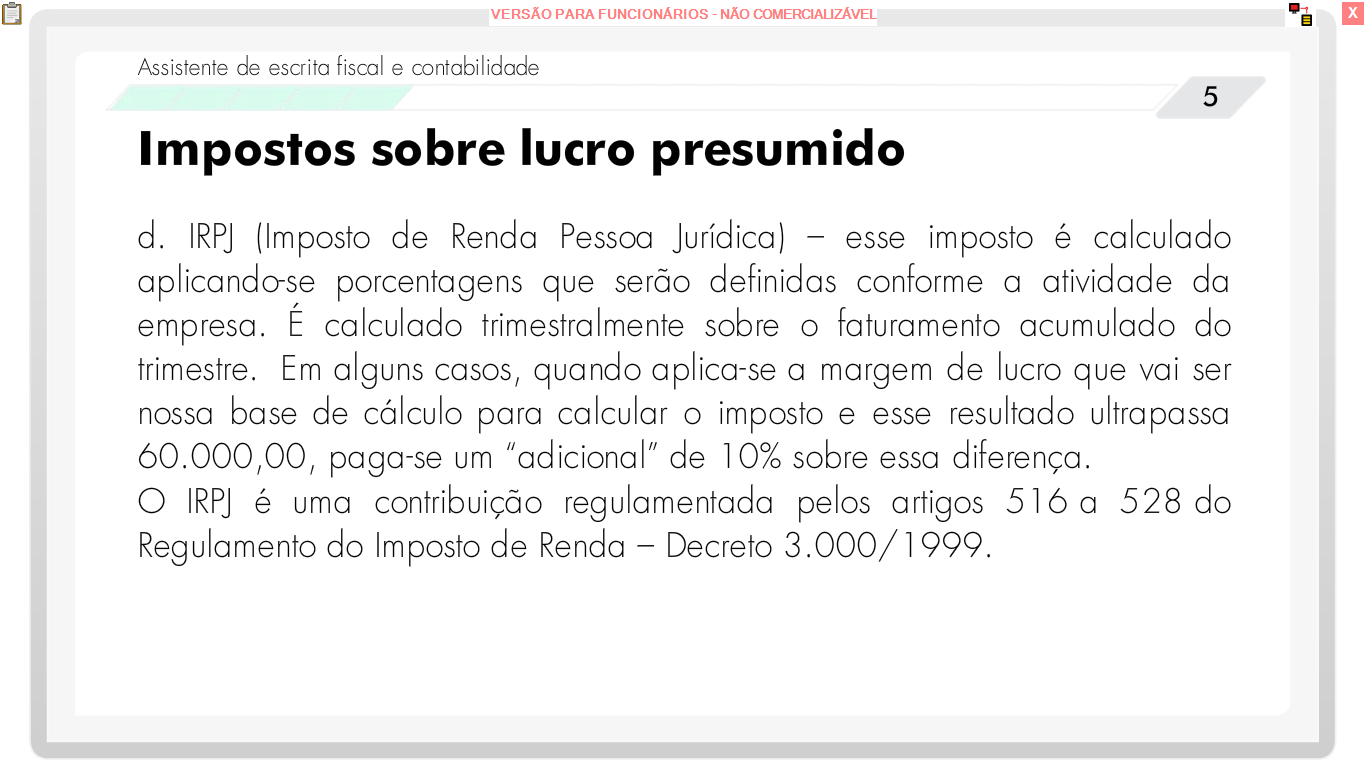 VERSÃO PARA FUNCIONÁRIOS - NÃO COMERCIALIZÁVEL
X
Assistente de escrita fiscal e contabilidade
5
Impostos sobre lucro presumido
d. IRPJ (Imposto de Renda Pessoa Jurídica) – esse imposto é calculado
aplicando-se porcentagens que serão definidas conforme a atividade da
empresa. É calculado trimestralmente sobre o faturamento acumulado do
trimestre. Em alguns casos, quando aplica-se a margem de lucro que vai ser
nossa base de cálculo para calcular o imposto e esse resultado ultrapassa
60.000,00, paga-se um “adicional” de 10% sobre essa diferença.
O IRPJ é uma contribuição regulamentada pelos artigos 516 a 528 do
Regulamento do Imposto de Renda – Decreto 3.000/1999.